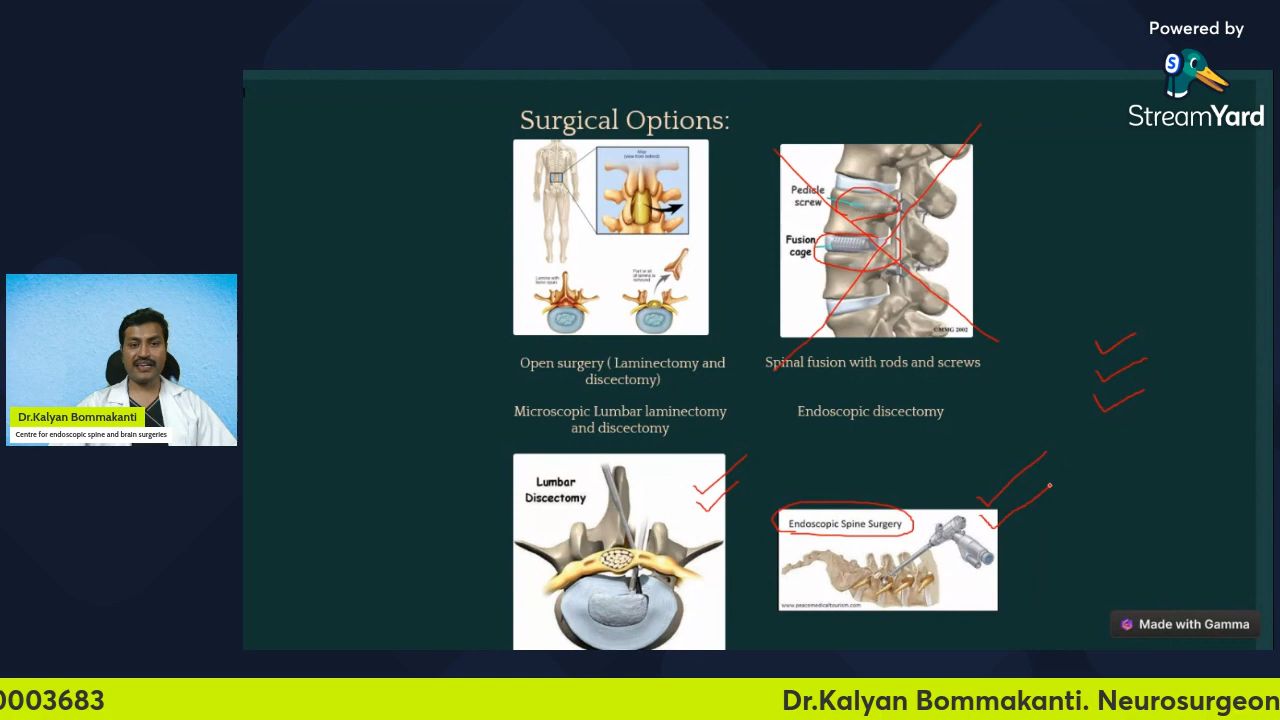 Powered by
S
StreamYard
Surgical Options:
Pedicle
screw
Fusion
cage
©MMG 2002
Open surgery ( Laminectomy and
discectomy)
Spinal fusion with rods and screws
Microscopic Lumbar laminectomy
and discectomy
Endoscopic discectomy
Lumbar
Discectomy
Endoscopic Spine Surgery
Dr.Kalyan Bommakanti
Centre for endoscopic spine and brain surgeries
Made with Gamma
0003683
Dr.Kalyan Bommakanti. Neurosurgeon